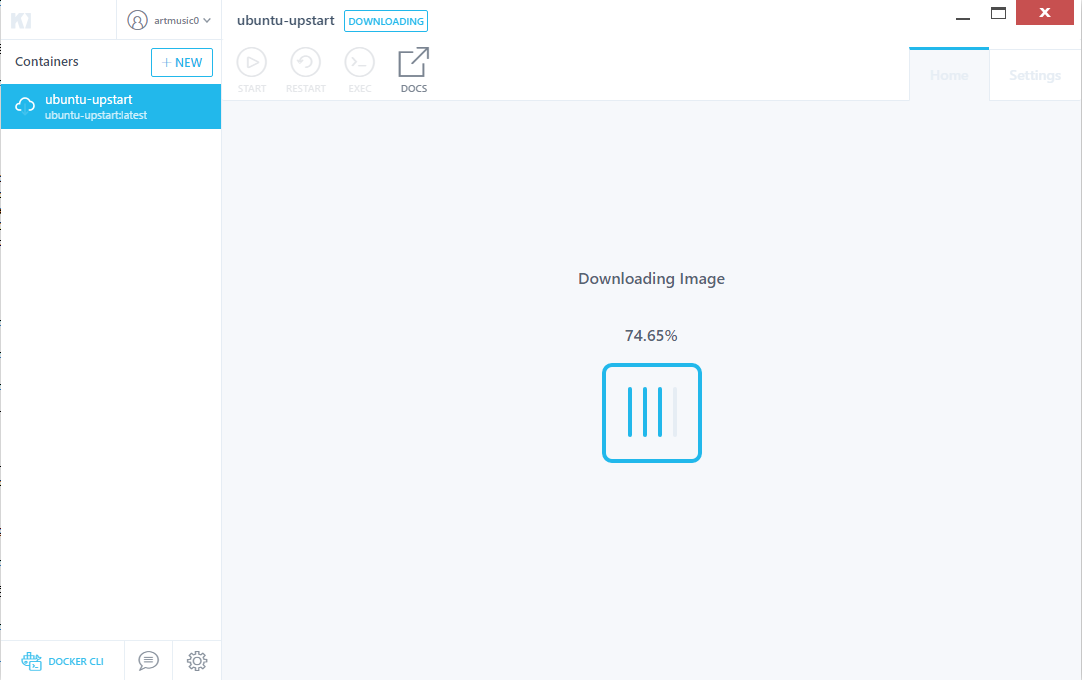 artmusic0
ubuntu-upstart DOWNLOADING
Containers
+ NEW
ubuntu-upstart
ubuntu-upstart:latest
START RESTART EXEC DOCS
Home Settings
Downloading Image
74.65%
DOCKER CLI